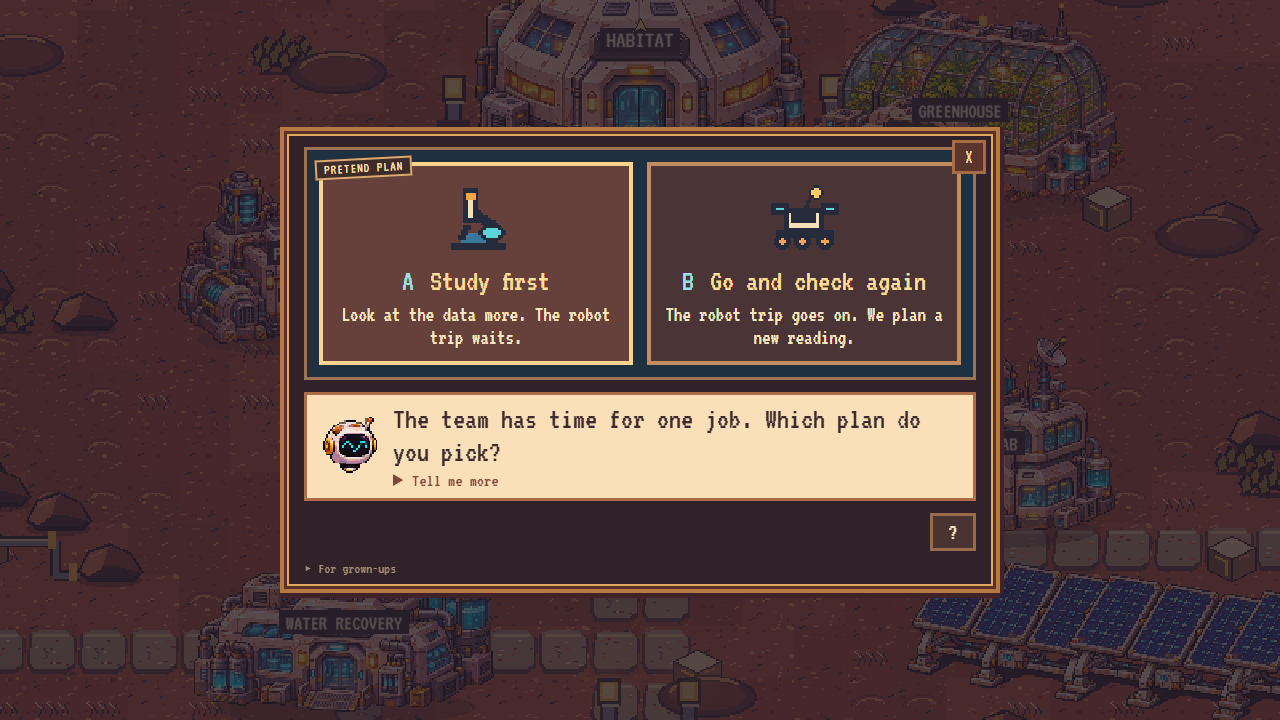 HABITAT
GREENHOUSE
X
PRETEND PLAN
A Study first
Look at the data more. The robot
trip waits.
B Go and check again
The robot trip goes on. We plan a
new reading.
The team has time for one job. Which plan do
you pick?
▶ Tell me more
?
▶ For grown-ups
WATER RECOVERY